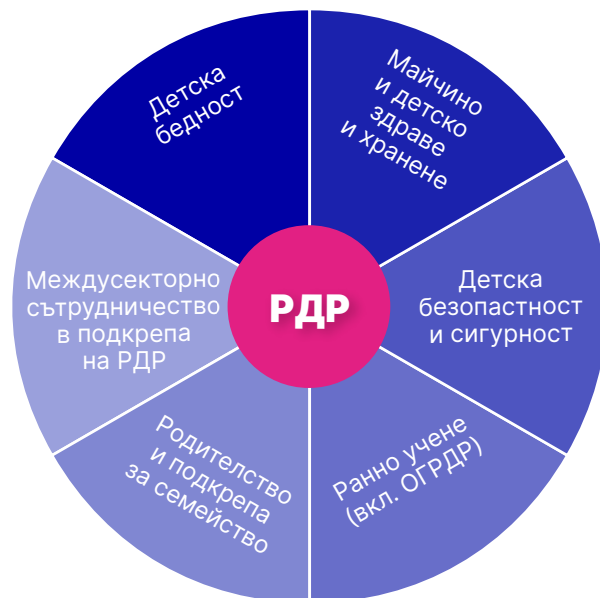 Детска
бедност
Майчино
и детско
здраве
и хранене
Междусекторно
сътрудничество
в подкрепа
на РДР
РДР
Детска
безопастност
и сигурност
Родителство
и подкрепа
за семейство
Ранно учене
(вкл. ОГРДР)